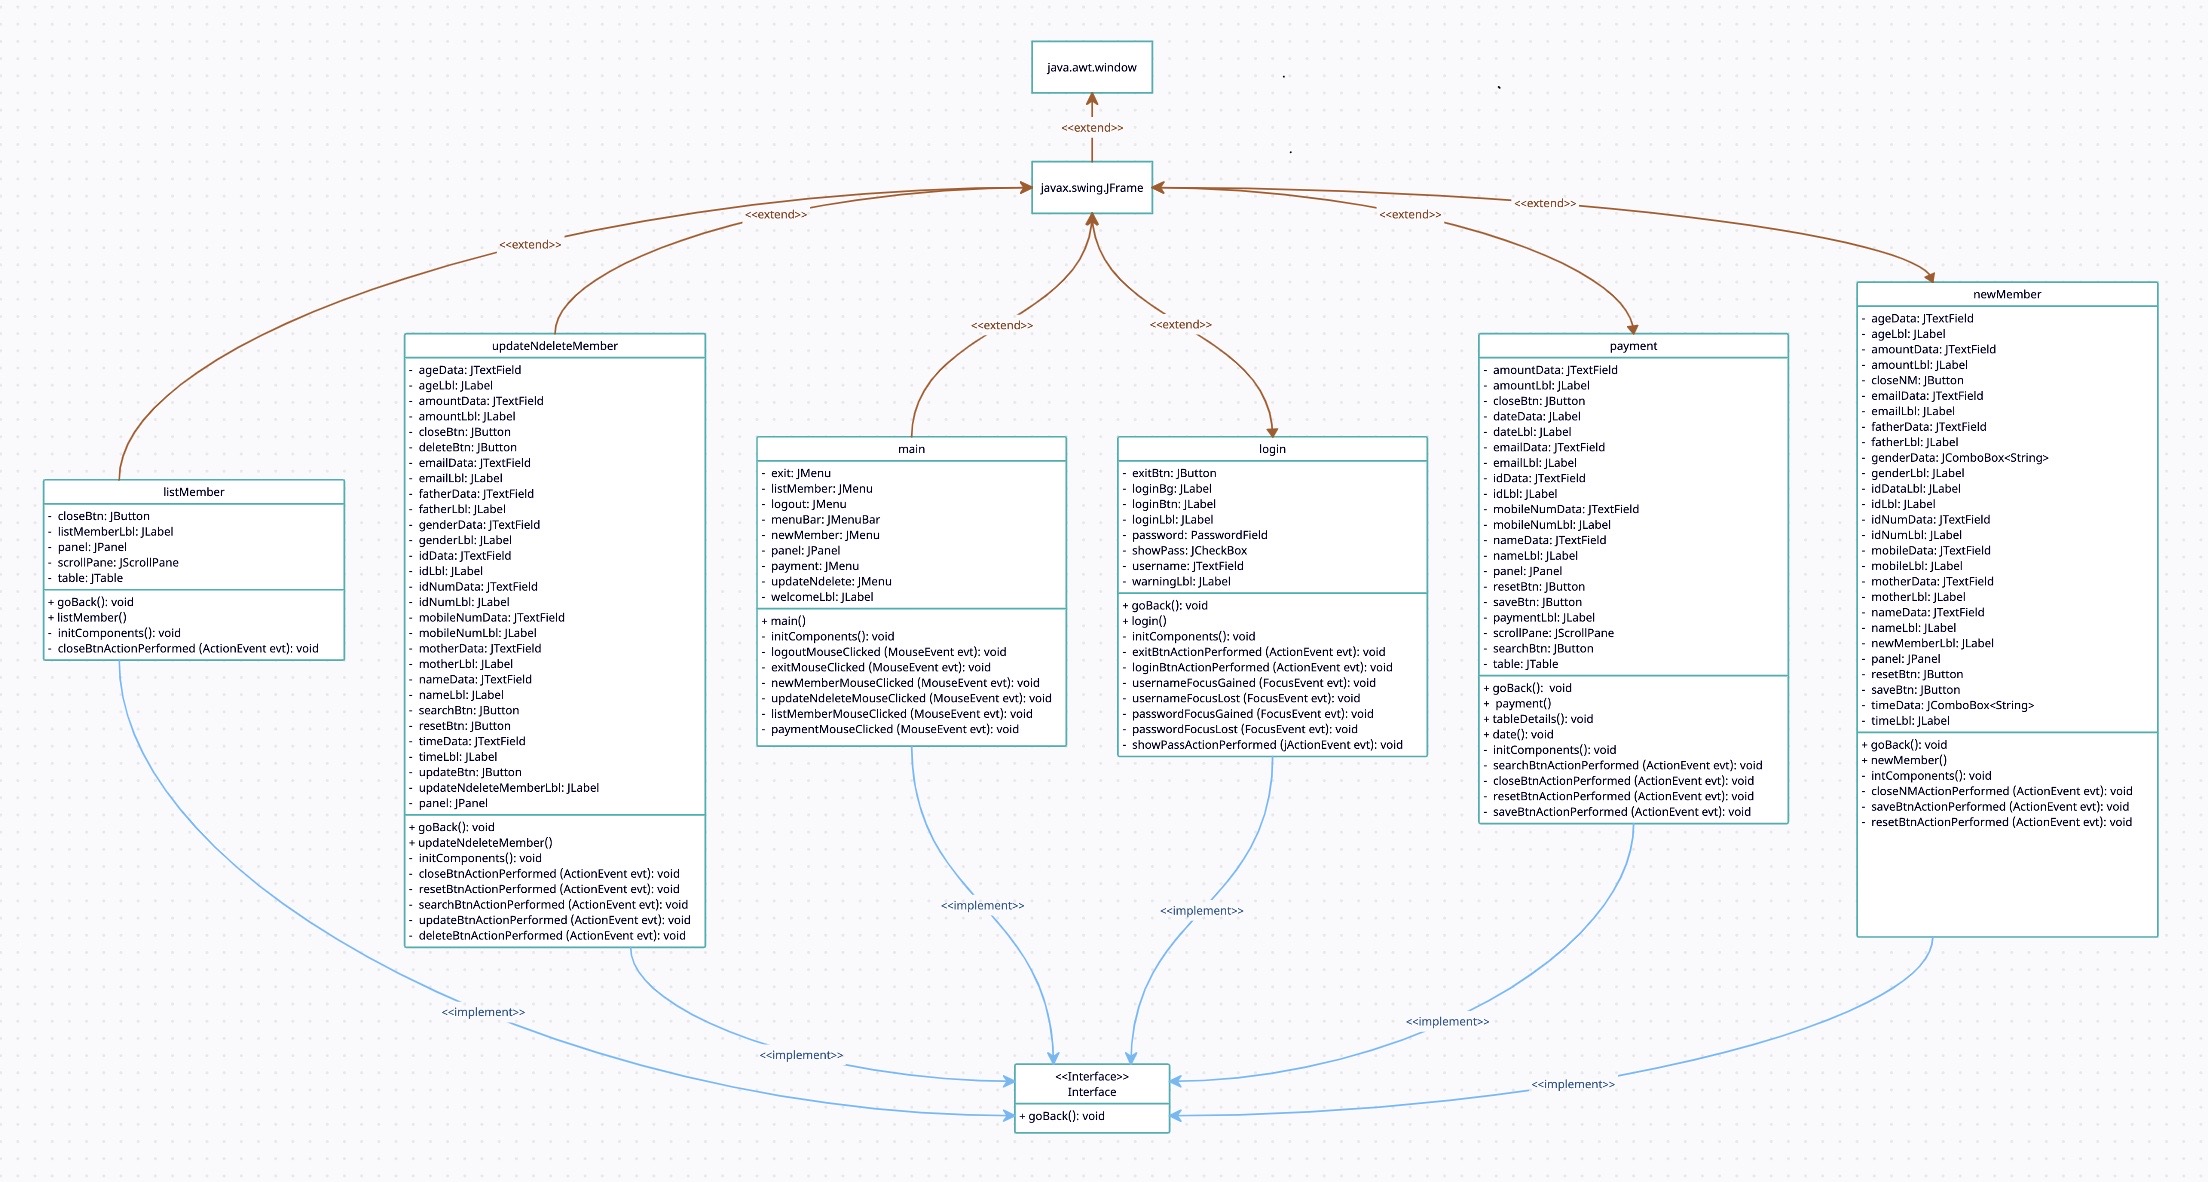 java.awt.window
<<extend>>
javax.swing.JFrame
<<extend>>
<<extend>>
<<extend>>
<<extend>>
<<extend>>
<<extend>>
listMember
- closeBtn: JButton
- listMemberLbl: JLabel
- panel: JPanel
- scrollPane: JScrollPane
- table: JTable
+ goBack(): void
+ listMember()
- initComponents(): void
- closeBtnActionPerformed (ActionEvent evt): void
updateNdeleteMember
- ageData: JTextField
- ageLbl: JLabel
- amountData: JTextField
- amountLbl: JLabel
- closeBtn: JButton
- deleteBtn: JButton
- emailData: JTextField
- emailLbl: JLabel
- fatherData: JTextField
- fatherLbl: JLabel
- genderData: JTextField
- genderLbl: JLabel
- idData: JTextField
- idLbl: JLabel
- idNumData: JTextField
- idNumLbl: JLabel
- mobileNumData: JTextField
- mobileNumLbl: JLabel
- motherData: JTextField
- motherLbl: JLabel
- nameData: JTextField
- nameLbl: JLabel
- searchBtn: JButton
- resetBtn: JButton
- timeData: JTextField
- timeLbl: JLabel
- updateBtn: JButton
- updateNdeleteMemberLbl: JLabel
- panel: JPanel
+ goBack(): void
+ updateNdeleteMember()
- initComponents(): void
- closeBtnActionPerformed (ActionEvent evt): void
- resetBtnActionPerformed (ActionEvent evt): void
- searchBtnActionPerformed (ActionEvent evt): void
- updateBtnActionPerformed (ActionEvent evt): void
- deleteBtnActionPerformed (ActionEvent evt): void
main
- exit: JMenu
- listMember: JMenu
- logout: JMenu
- menuBar: JMenuBar
- newMember: JMenu
- panel: JPanel
- payment: JMenu
- updateNdelete: JMenu
- welcomeLbl: JLabel
+ main()
- initComponents(): void
- logoutMouseClicked (MouseEvent evt): void
- exitMouseClicked (MouseEvent evt): void
- newMemberMouseClicked (MouseEvent evt): void
- updateNdeleteMouseClicked (MouseEvent evt): void
- listMemberMouseClicked (MouseEvent evt): void
- paymentMouseClicked (MouseEvent evt): void
login
- exitBtn: JButton
- loginBg: JLabel
- loginBtn: JLabel
- loginLbl: JLabel
- password: PasswordField
- showPass: JCheckBox
- username: JTextField
- warningLbl: JLabel
+ goBack(): void
+ login()
- initComponents(): void
- exitBtnActionPerformed (ActionEvent evt): void
- loginBtnActionPerformed (ActionEvent evt): void
- usernameFocusGained (FocusEvent evt): void
- usernameFocusLost (FocusEvent evt): void
- passwordFocusGained (FocusEvent evt): void
- passwordFocusLost (FocusEvent evt): void
- showPassActionPerformed (jActionEvent evt): void
payment
- amountData: JTextField
- amountLbl: JLabel
- closeBtn: JButton
- dateData: JLabel
- dateLbl: JLabel
- emailData: JTextField
- emailLbl: JLabel
- idData: JTextField
- idLbl: JLabel
- mobileNumData: JTextField
- mobileNumLbl: JLabel
- nameData: JTextField
- nameLbl: JLabel
- panel: JPanel
- resetBtn: JButton
- saveBtn: JButton
- paymentLbl: JLabel
- scrollPane: JScrollPane
- searchBtn: JButton
- table: JTable
+ goBack(): void
+ payment()
+ tableDetails(): void
+ date(): void
- initComponents(): void
- searchBtnActionPerformed (ActionEvent evt): void
- closeBtnActionPerformed (ActionEvent evt): void
- resetBtnActionPerformed (ActionEvent evt): void
- saveBtnActionPerformed (ActionEvent evt): void
newMember
- ageData: JTextField
- ageLbl: JLabel
- amountData: JTextField
- amountLbl: JLabel
- closeNM: JButton
- emailData: JTextField
- emailLbl: JLabel
- fatherData: JTextField
- fatherLbl: JLabel
- genderData: JComboBox<String>
- genderLbl: JLabel
- idDataLbl: JLabel
- idLbl: JLabel
- idNumData: JTextField
- idNumLbl: JLabel
- mobileData: JTextField
- mobileLbl: JLabel
- motherData: JTextField
- motherLbl: JLabel
- nameData: JTextField
- nameLbl: JLabel
- newMemberLbl: JLabel
- panel: JPanel
- resetBtn: JButton
- saveBtn: JButton
- timeData: JComboBox<String>
- timeLbl: JLabel
+ goBack(): void
+ newMember()
- intComponents(): void
- closeNMActionPerformed (ActionEvent evt): void
- saveBtnActionPerformed (ActionEvent evt): void
- resetBtnActionPerformed (ActionEvent evt): void
<<implement>>
<<implement>>
<<implement>>
<<implement>>
<<implement>>
<<implement>>
<<Interface>>
Interface
+ goBack(): void